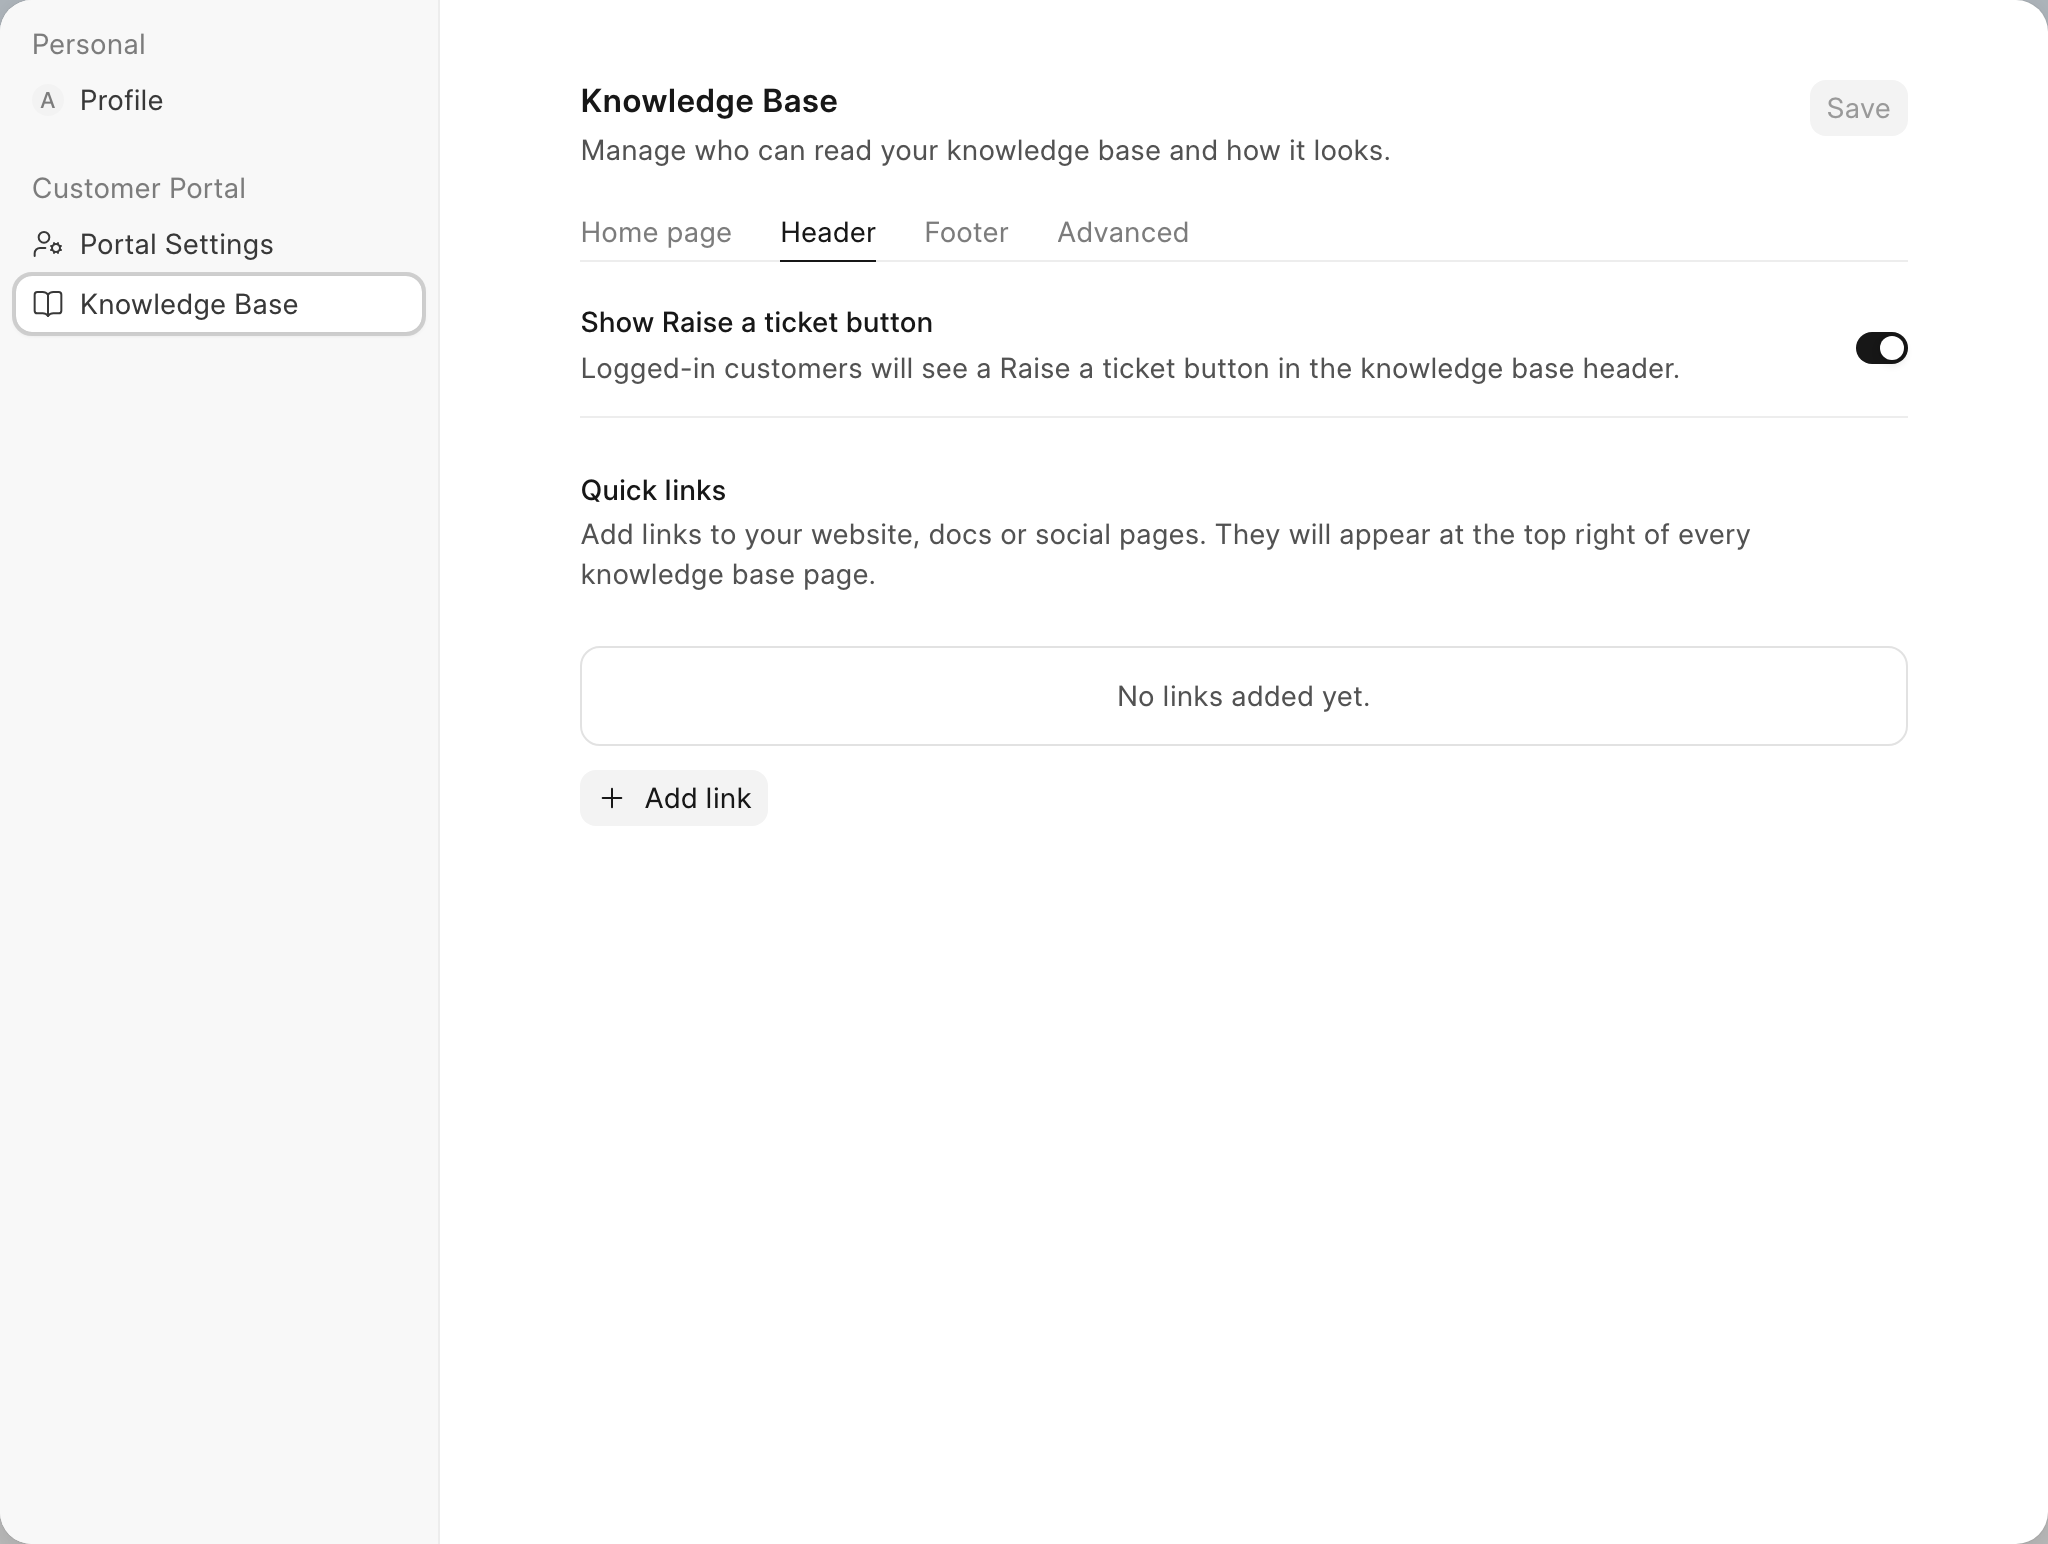 Personal
A Profile
Customer Portal
Portal Settings
Knowledge Base
Knowledge Base
Save
Manage who can read your knowledge base and how it looks.
Home page Header Footer Advanced
Show Raise a ticket button
Logged-in customers will see a Raise a ticket button in the knowledge base header.
Quick links
Add links to your website, docs or social pages. They will appear at the top right of every
knowledge base page.
No links added yet.
Add link